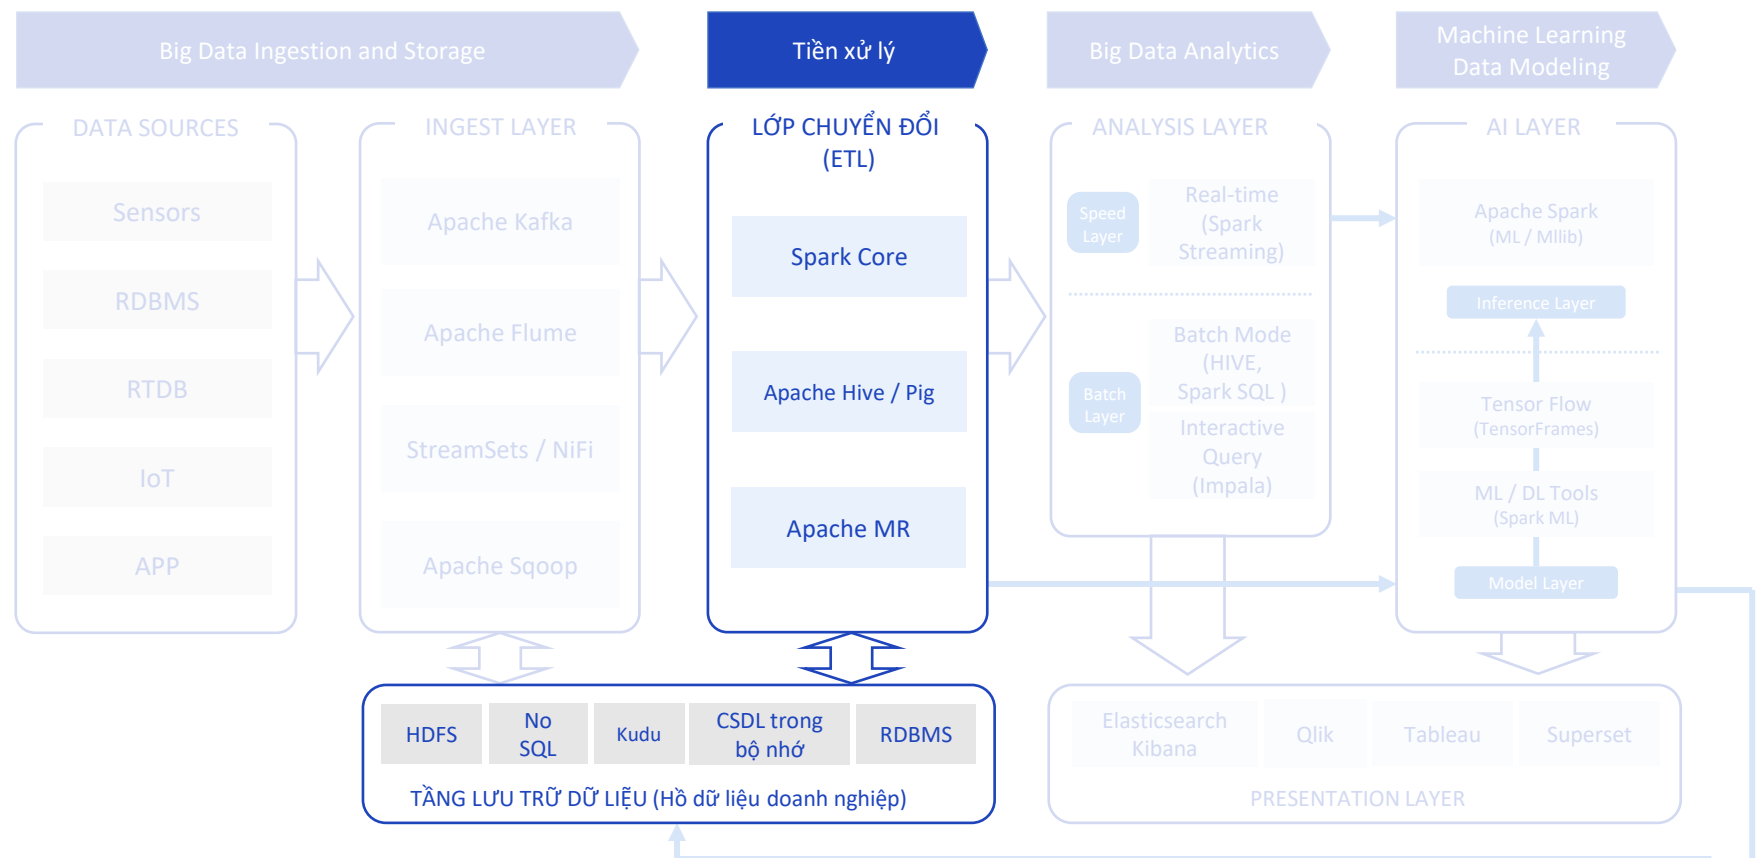 Big Data Ingestion and Storage
Tiền xử lý
Big Data Analytics
Machine Learning
Data Modeling
DATA SOURCES
Sensors
RDBMS
RTDB
IoT
APP
INGEST LAYER
Apache Kafka
Apache Flume
StreamSets / NiFi
Apache Sqoop
LỚP CHUYỂN ĐỔI
(ETL)
Spark Core
Apache Hive / Pig
Apache MR
ANALYSIS LAYER
Speed
Layer
Real-time
(Spark
Streaming)
Batch
Layer
Batch Mode
(HIVE,
Spark SQL )
Interactive
Query
(Impala)
AI LAYER
Apache Spark
(ML / Mllib)
Inference Layer
Tensor Flow
(TensorFrames)
ML / DL Tools
(Spark ML)
Model Layer
HDFS
No
SQL
Kudu
CSDL trong
bộ nhớ
RDBMS
TẦNG LƯU TRỮ DỮ LIỆU (Hồ dữ liệu doanh nghiệp)
Elasticsearch
Kibana
Qlik
Tableau
Superset
PRESENTATION LAYER